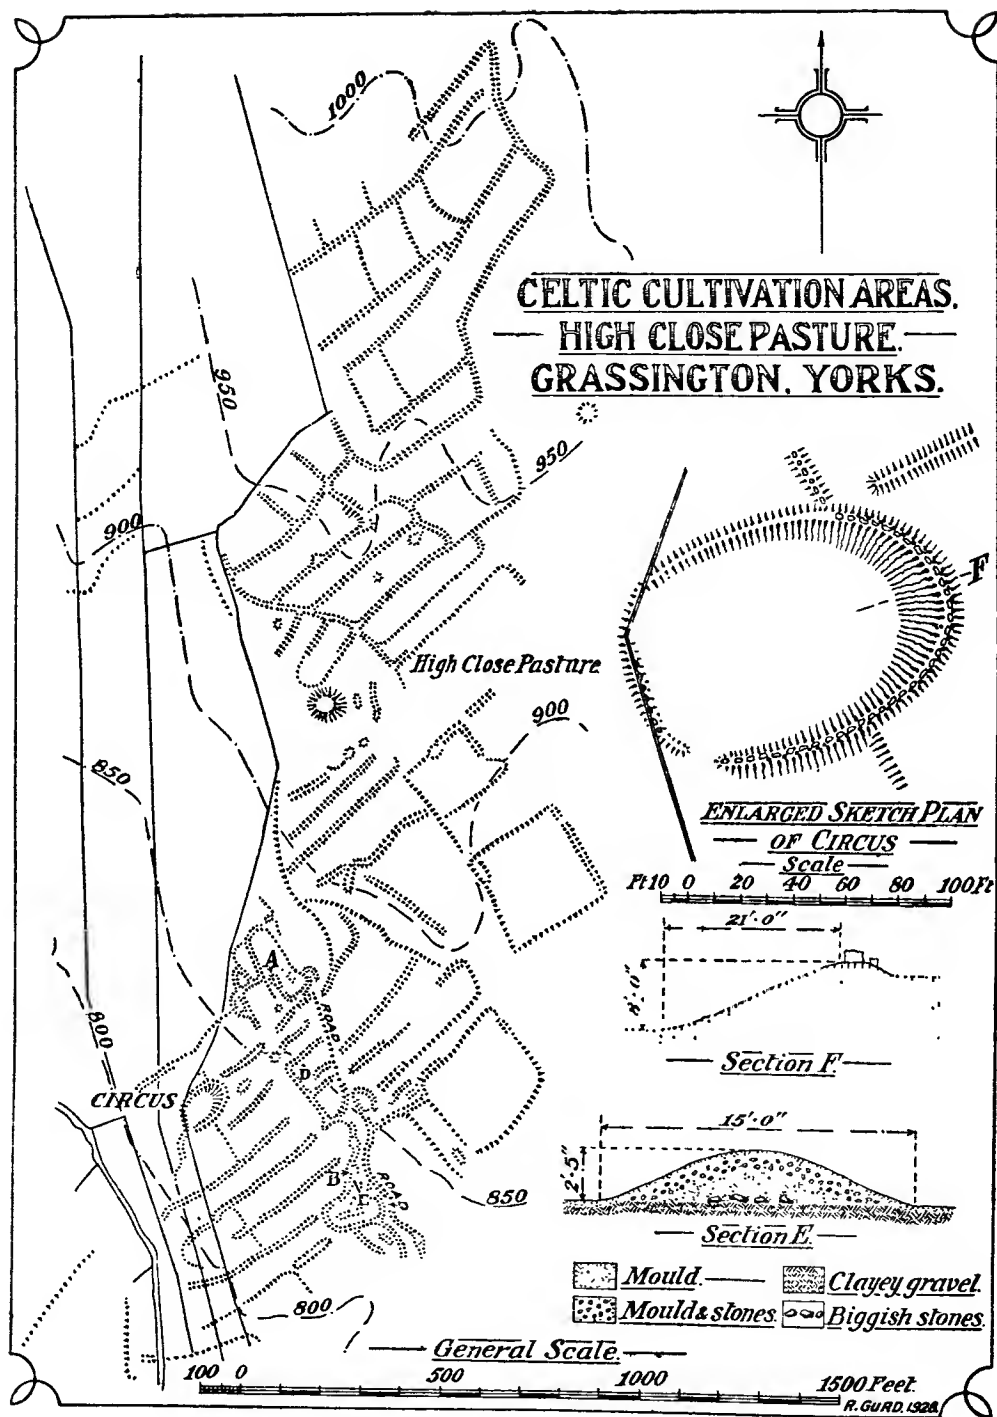 1000
CELTIC CULTIVATION AREAS.
HIGH CLOSE PASTURE.
GRASSINGTON, YORKS.
950
950
900
F
High Close Pasture
900
850
ENLARGED SKETCH PLAN
OF CIRCUS
Scale
Ft 10 0 20 40 60 80 100 Ft
21'·0"
8'·0"
A
ROAD
800
Section F.
D
CIRCUS
15'·0"
2'·5"
B
E
ROAD
850
Section E.
Mould.
Clayey gravel.
Mould & stones.
Biggish stones.
800
General Scale.
100 0 500 1000 1500 Feet.
R. GURD. 1928.